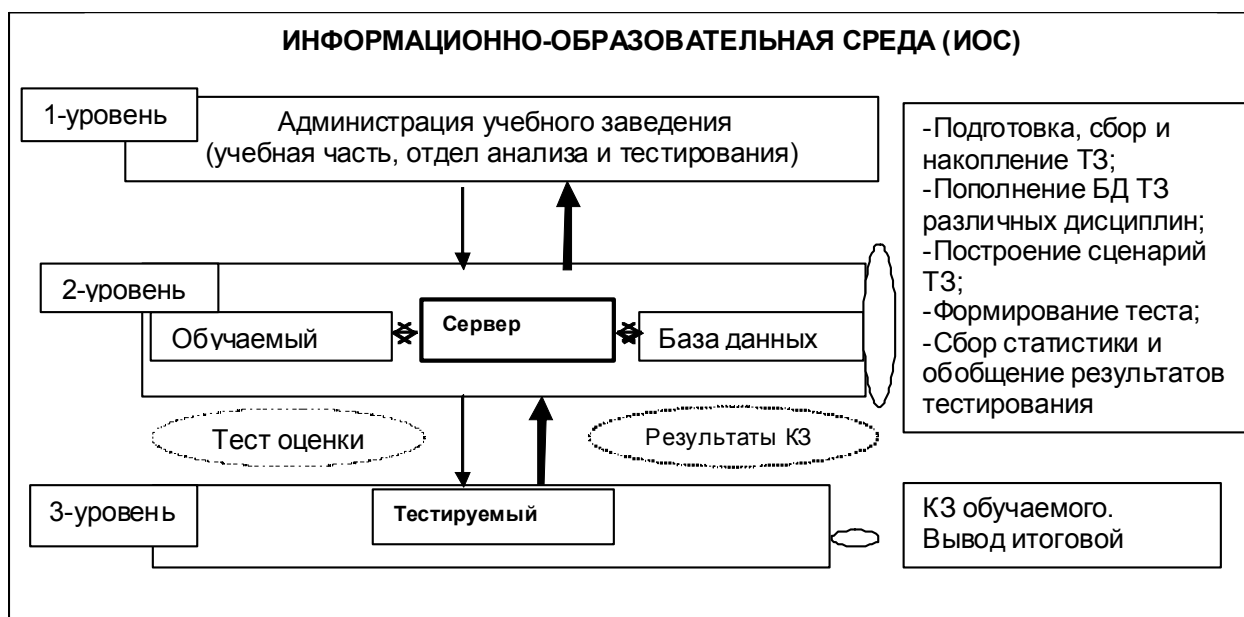 ИНФОРМАЦИОННО-ОБРАЗОВАТЕЛЬНАЯ СРЕДА (ИОС)
1-уровень
Администрация учебного заведения
(учебная часть, отдел анализа и тестирования)
-Подготовка, сбор и
накопление ТЗ;
-Пополнение БД ТЗ
различных дисциплин;
-Построение сценарий
ТЗ;
-Формирование теста;
-Сбор статистики и
обобщение результатов
тестирования
2-уровень
Обучаемый
Сервер
База данных
Тест оценки
Результаты КЗ
3-уровень
Тестируемый
КЗ обучаемого.
Вывод итоговой